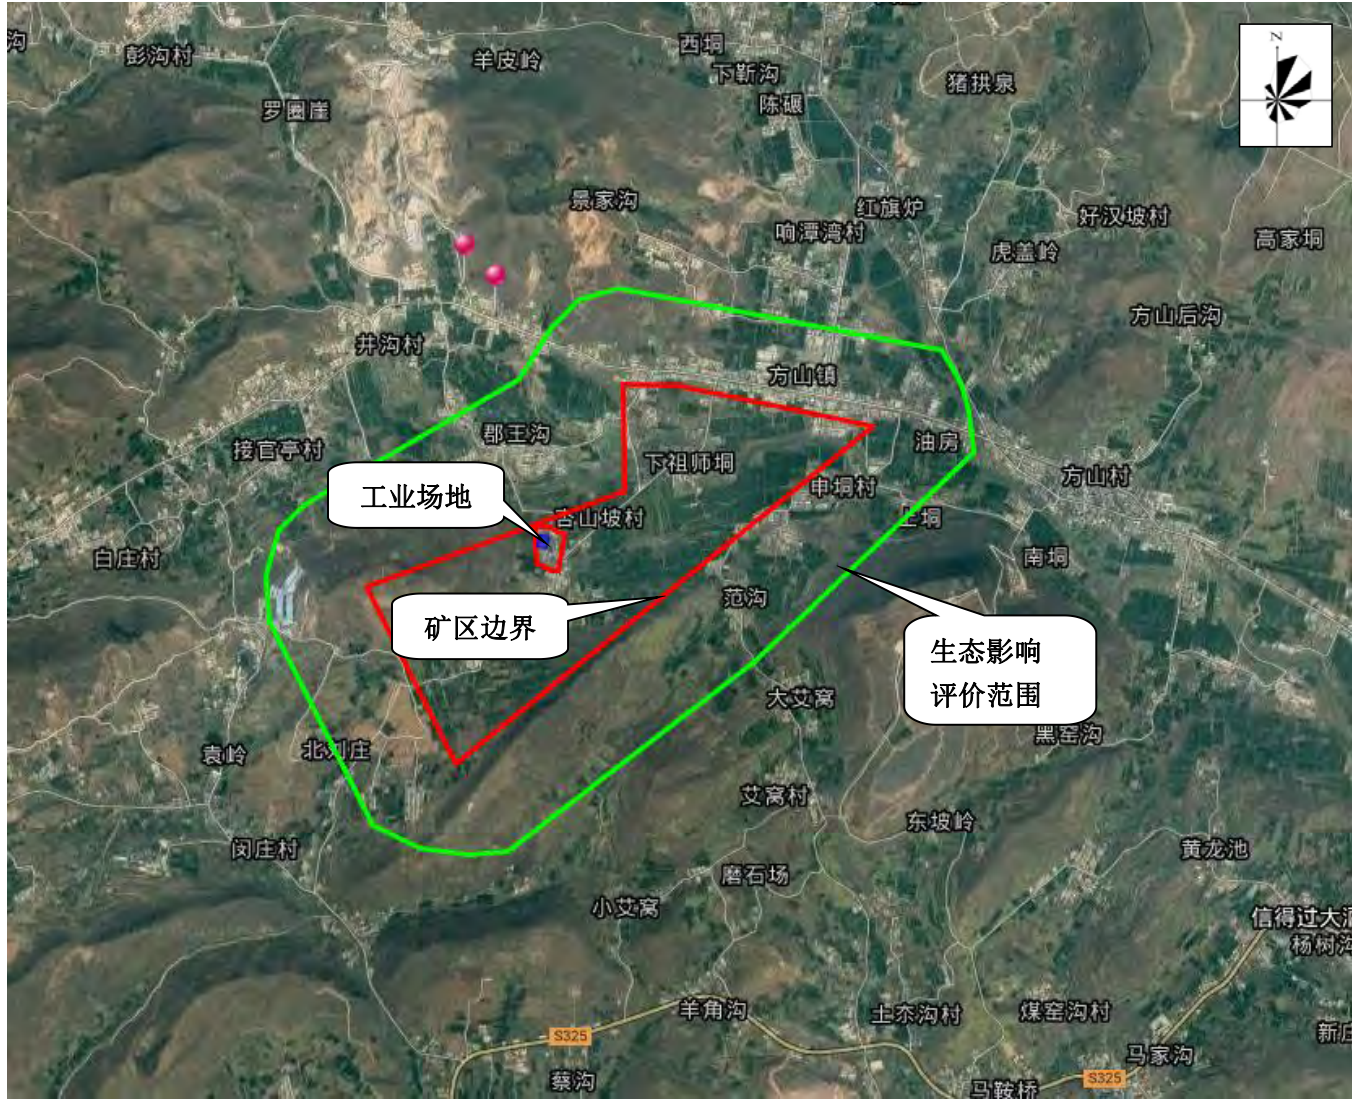 沟
彭沟村
羊皮岭
西垌
下靳沟
猪拱泉
N
陈碾
罗圈崖
景家沟
红旗炉
响潭湾村
好汉坡村
虎盖岭
高家垌
方山后沟
井沟村
方山镇
郡王沟
接官亭村
油房
下祖师垌
方山村
工业场地
申垌村
山坡村
上垌
白庄村
南垌
范沟
矿区边界
生态影响
评价范围
大艾窝
黑窑沟
北刘庄
袁岭
艾窝村
东坡岭
闵庄村
黄龙池
磨石场
小艾窝
信得过大酒
杨树沟
羊角沟
土奈沟村
煤窑沟村
新庄
S325
马家沟
蔡沟
S325
马鞍桥